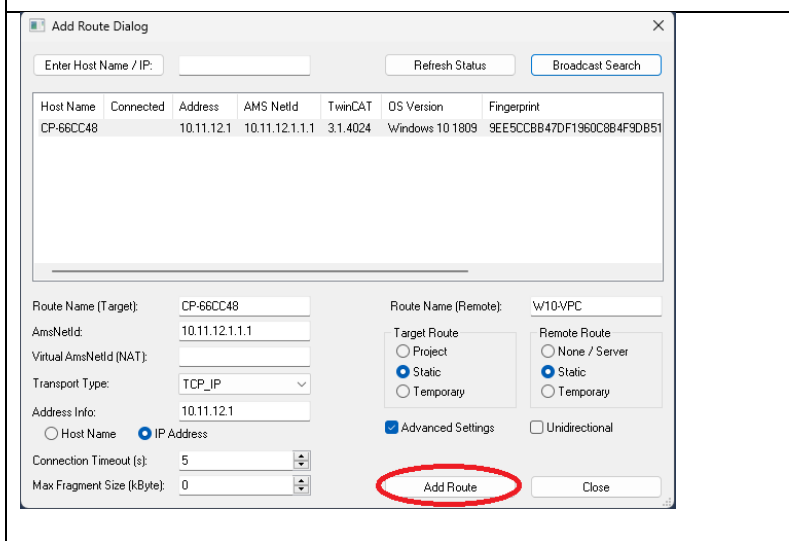 Add Route Dialog
Enter Host Name / IP: Refresh Status Broadcast Search
Host Name Connected Address AMS NetId TwinCAT OS Version Fingerprint
CP-66CC48 10.11.12.1 10.11.12.1.1.1 3.1.4024 Windows 10 1809 9EE5CCBB47DF1960C8B4F9DB51
Route Name (Target): CP-66CC48 Route Name (Remote): W10-VPC
AmsNetId: 10.11.12.1.1.1 Target Route Remote Route
Virtual AmsNetId (NAT): Project None / Server
Transport Type: TCP_IP Static Static
Temporary Temporary
Address Info: 10.11.12.1
Host Name IP Address Advanced Settings Unidirectional
Connection Timeout (s): 5
Max Fragment Size (kByte): 0 Add Route Close